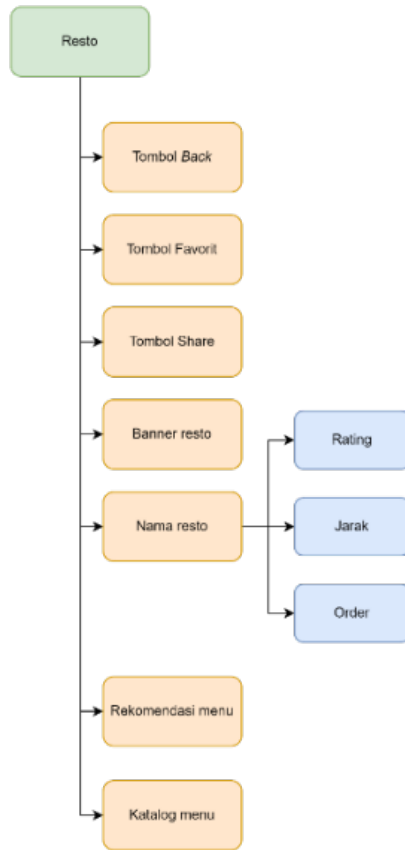 Resto
Tombol Back
Tombol Favorit
Tombol Share
Banner resto
Nama resto
Rating
Jarak
Order
Rekomendasi menu
Katalog menu